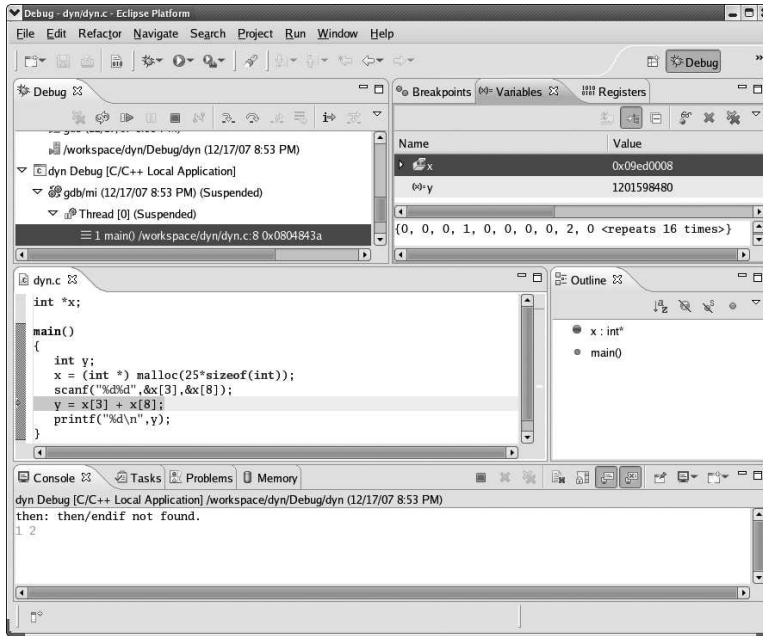 Debug - dyn/dyn.c - Eclipse Platform
File Edit Refactor Navigate Search Project Run Window Help
Debug
»
Debug
/workspace/dyn/Debug/dyn (12/17/07 8:53 PM)
dyn Debug [C/C++ Local Application]
gdb/mi (12/17/07 8:53 PM) (Suspended)
Thread [0] (Suspended)
1 main() /workspace/dyn/dyn.c:8 0x0804843a
Breakpoints (x)= Variables 1010 Registers
Name Value
x 0x09ed0008
(x)= y 1201598480
{0, 0, 0, 1, 0, 0, 0, 0, 2, 0 <repeats 16 times>}
dyn.c
int *x;
main()
{
int y;
x = (int *) malloc(25*sizeof(int));
scanf("%d%d",&x[3],&x[8]);
y = x[3] + x[8];
printf("%d\n",y);
}
Outline
x : int*
main()
Console Tasks Problems Memory
dyn Debug [C/C++ Local Application] /workspace/dyn/Debug/dyn (12/17/07 8:53 PM)
then: then/endif not found.
1 2